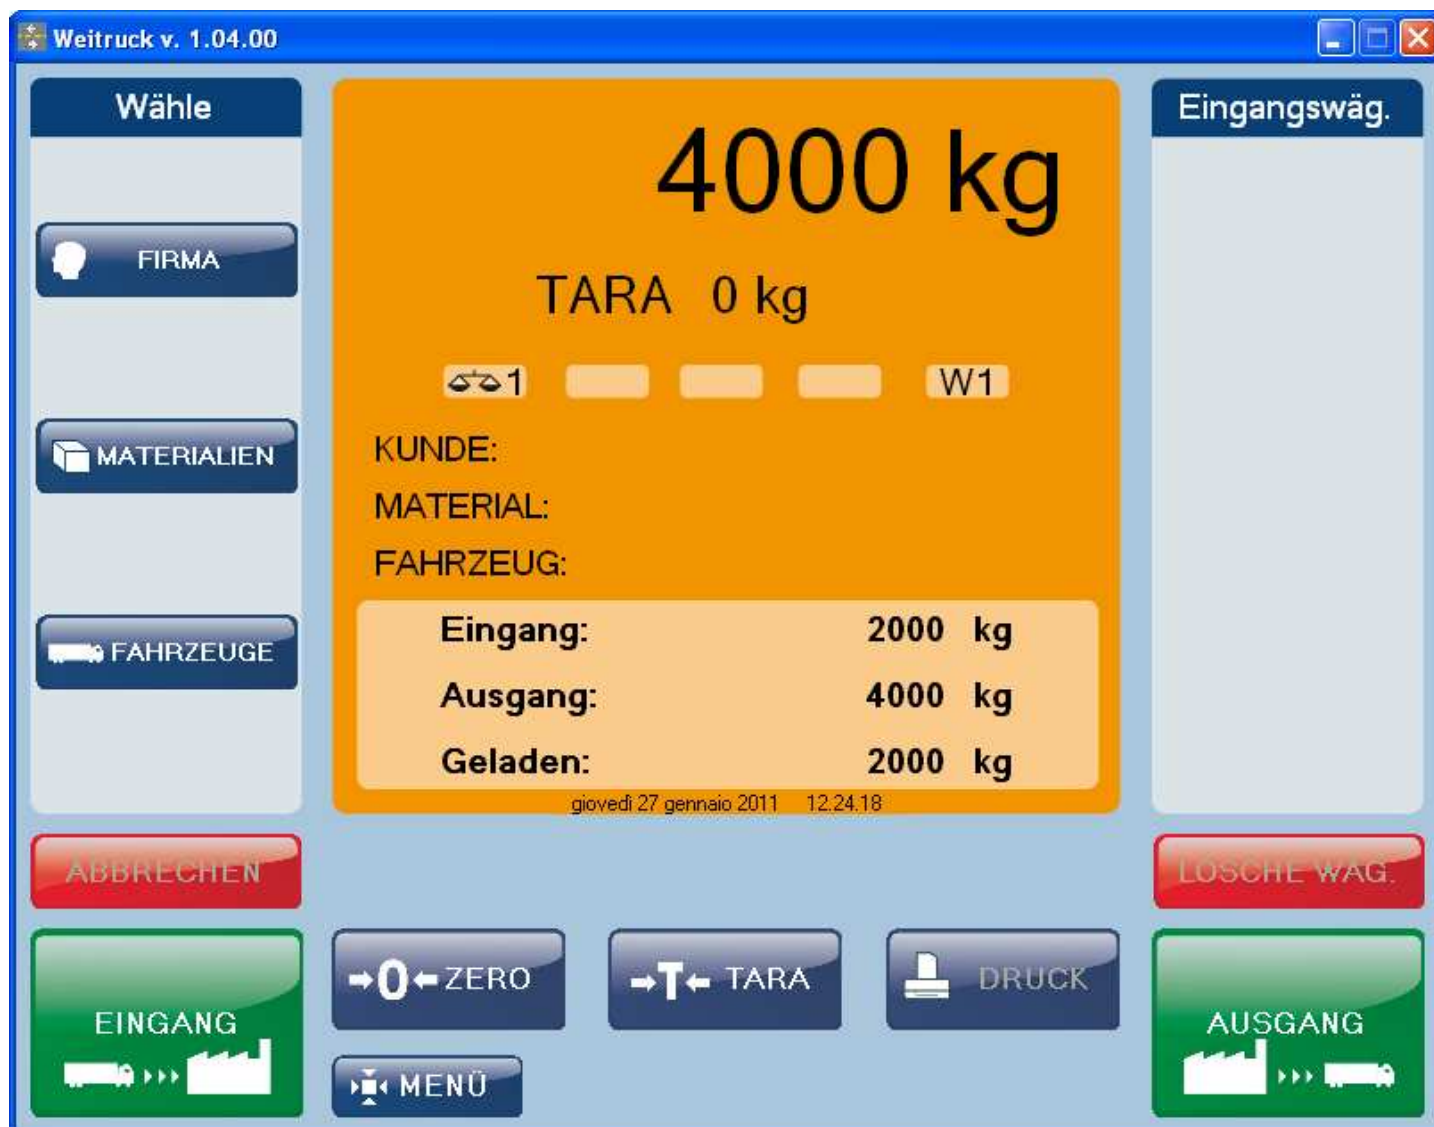 Weitruck v. 1.04.00
Wähle
FIRMA
MATERIALIEN
FAHRZEUGE
4000 kg
TARA 0 kg
1
W1
KUNDE:
MATERIAL:
FAHRZEUG:
Eingang: 2000 kg
Ausgang: 4000 kg
Geladen: 2000 kg
giovedì 27 gennaio 2011 12.24.18
Eingangswäg.
ABBRECHEN
LÖSCHE WÄG.
EINGANG
→0← ZERO
→T← TARA
DRUCK
MENÜ
AUSGANG